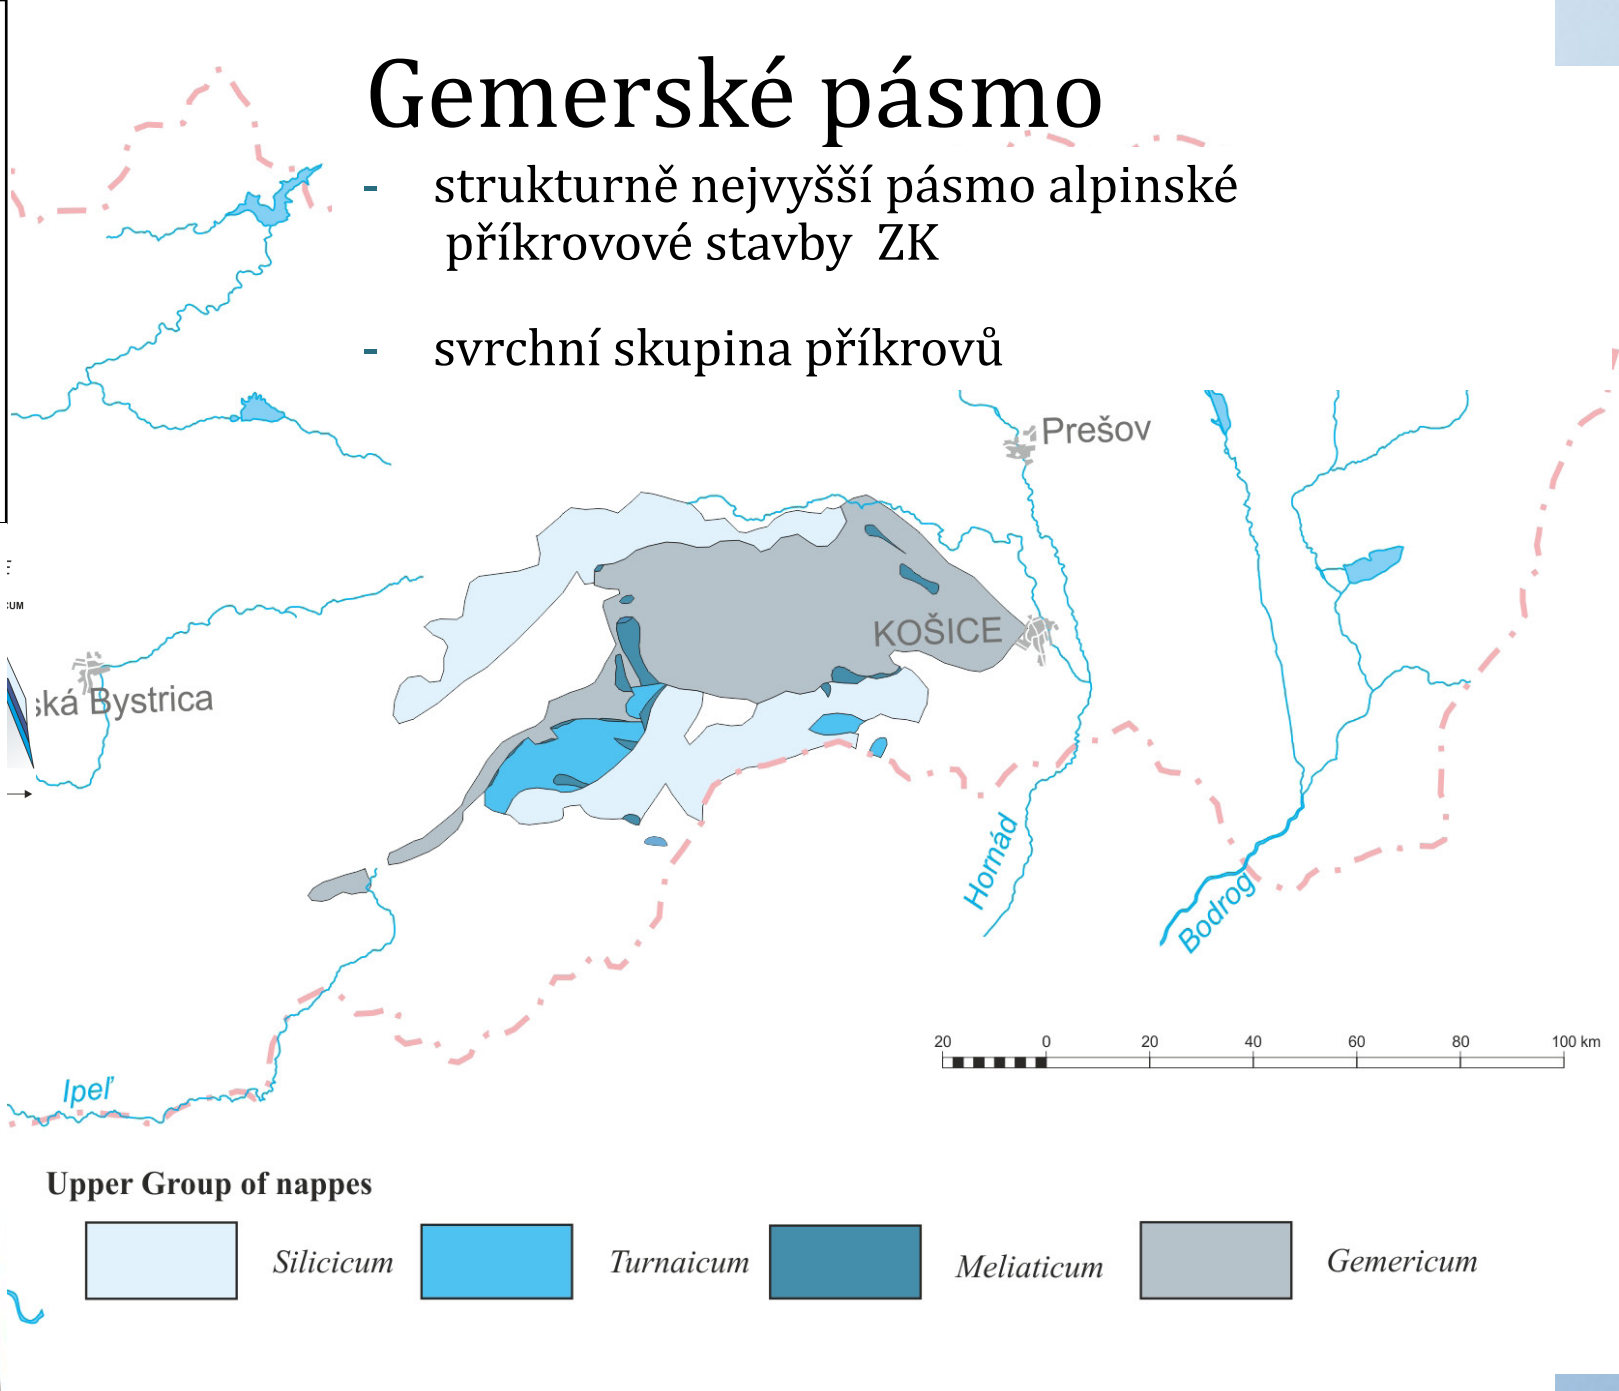 Gemerské pásmo
- strukturně nejvyšší pásmo alpinské
příkrovové stavby ZK
- svrchní skupina příkrovů
Prešov
KOŠICE
CUM
ská Bystrica
Hornád
Bodrog
20 0 20 40 60 80 100 km
Ipeľ
Upper Group of nappes
Silicicum Turnaicum Meliaticum Gemericum